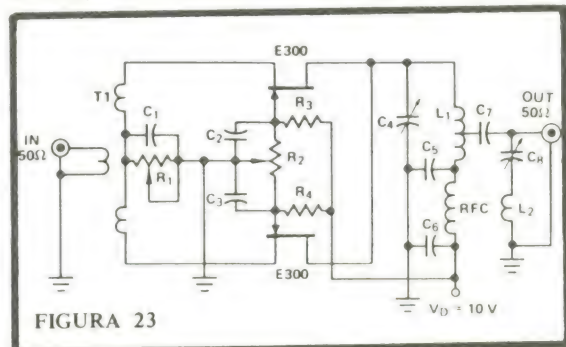 E300
T1
C1
R1
IN
50Ω
C2
C3
R3
R2
R4
E300
C4
C5
C6
L1
C7
RFC
OUT
50Ω
C8
L2
VD = 10 V
FIGURA 23